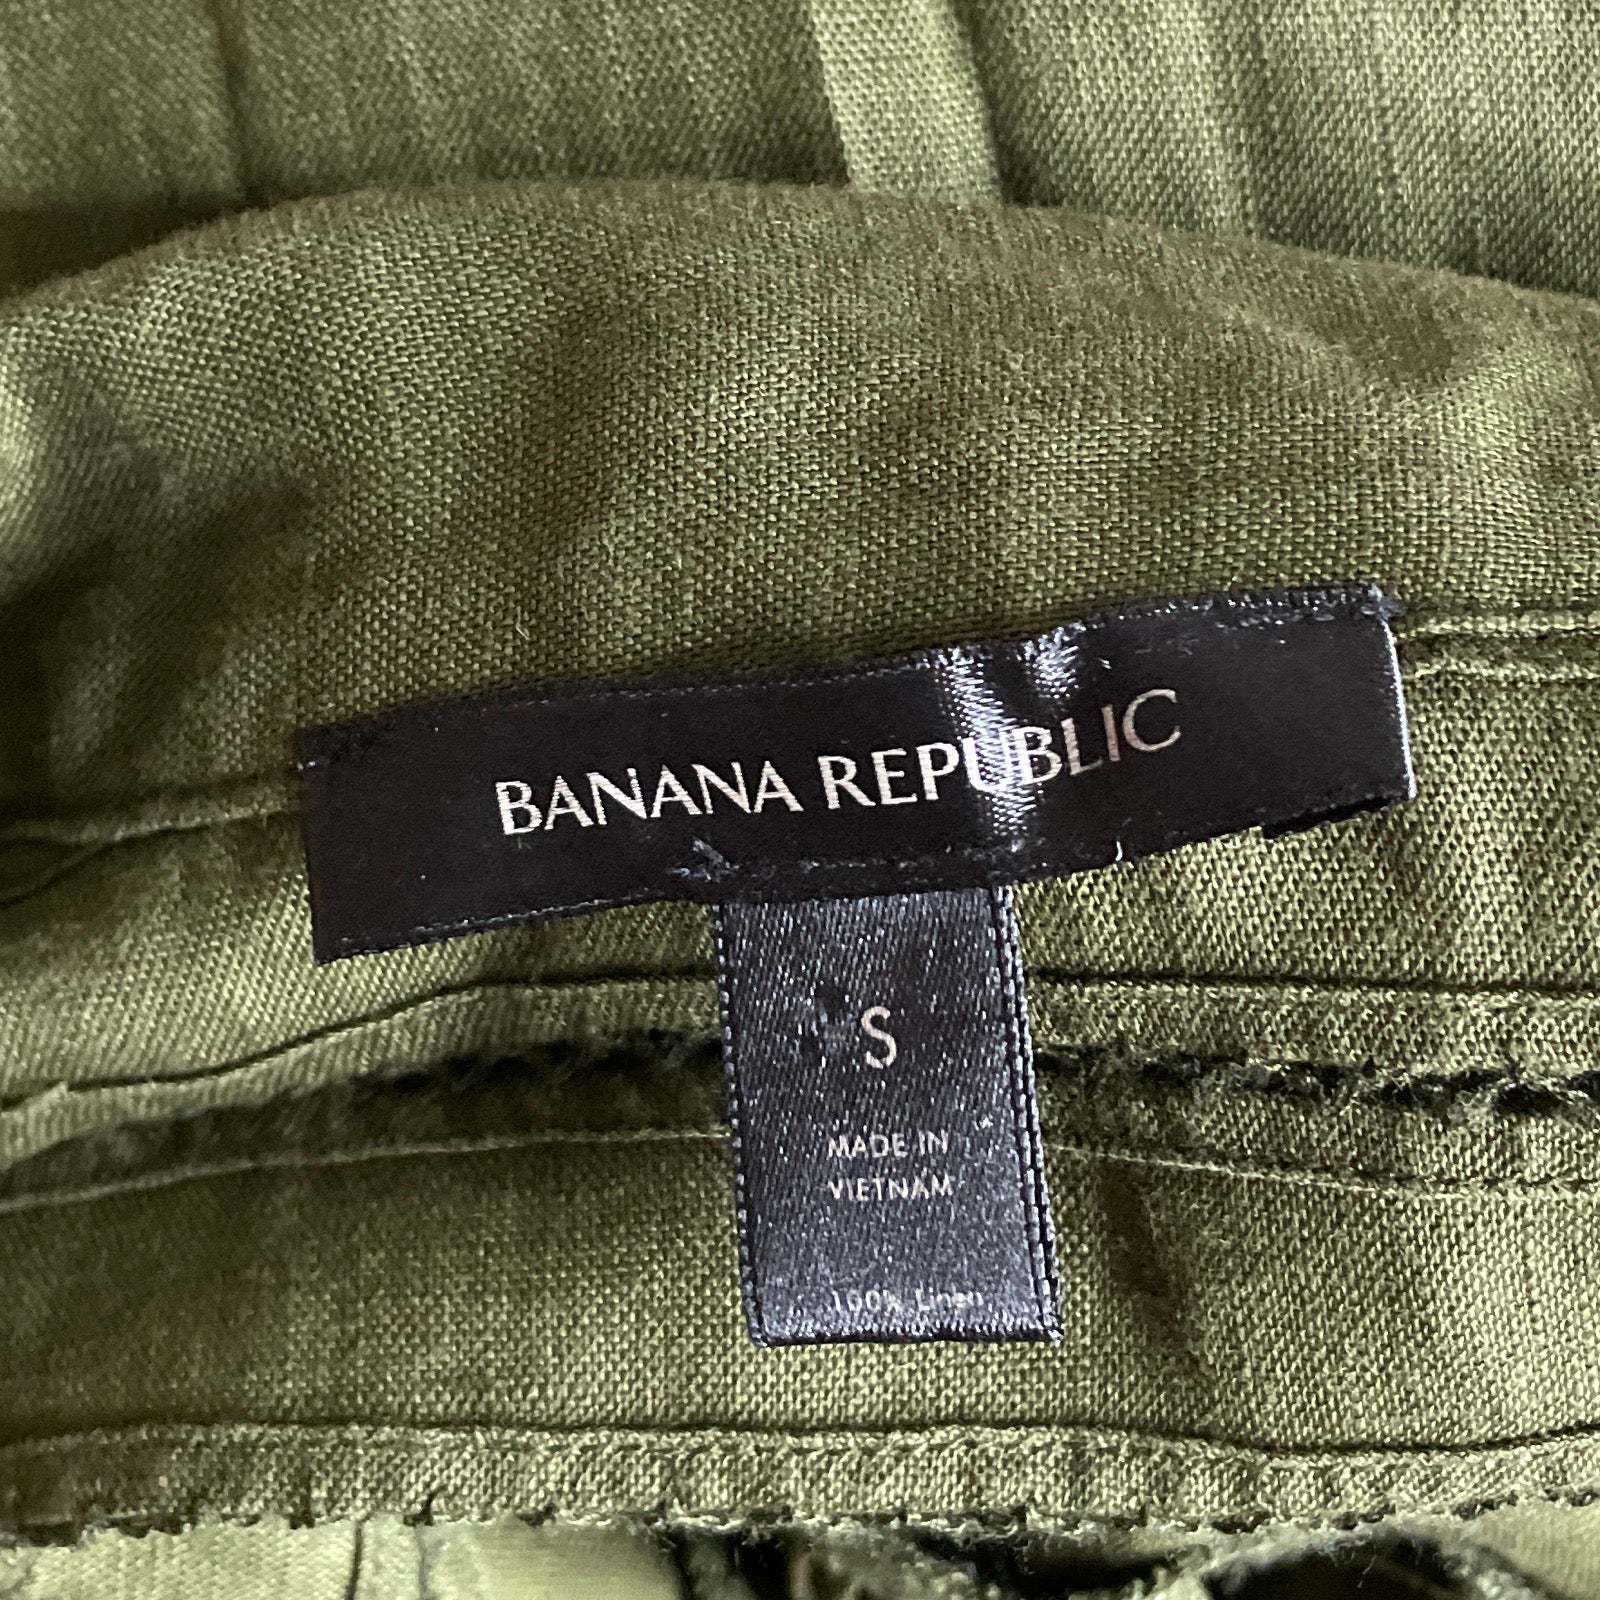 BANANA REPUBLIC
S
MADE IN
VIETNAM
100% Linen